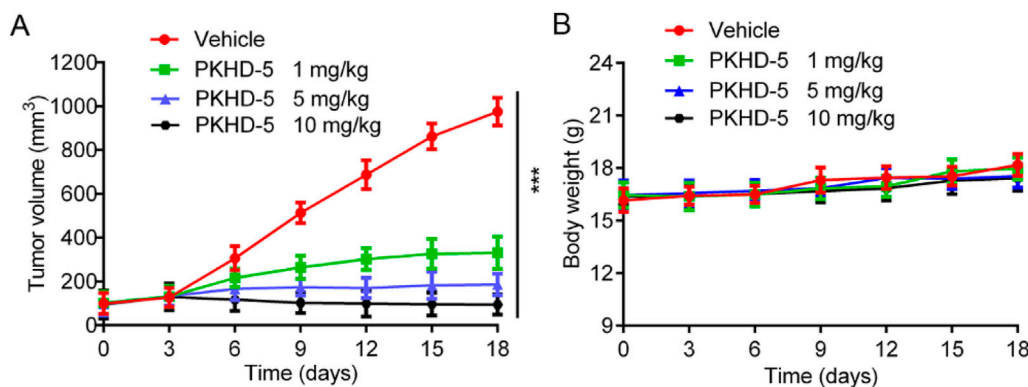 A
Vehicle
PKHD-5 1 mg/kg
PKHD-5 5 mg/kg
PKHD-5 10 mg/kg
Tumor volume (mm³)
1200
1000
800
600
400
200
0
0 3 6 9 12 15 18
Time (days)
***
B
Vehicle
PKHD-5 1 mg/kg
PKHD-5 5 mg/kg
PKHD-5 10 mg/kg
Body weight (g)
24
21
18
15
12
9
0 3 6 9 12 15 18
Time (days)